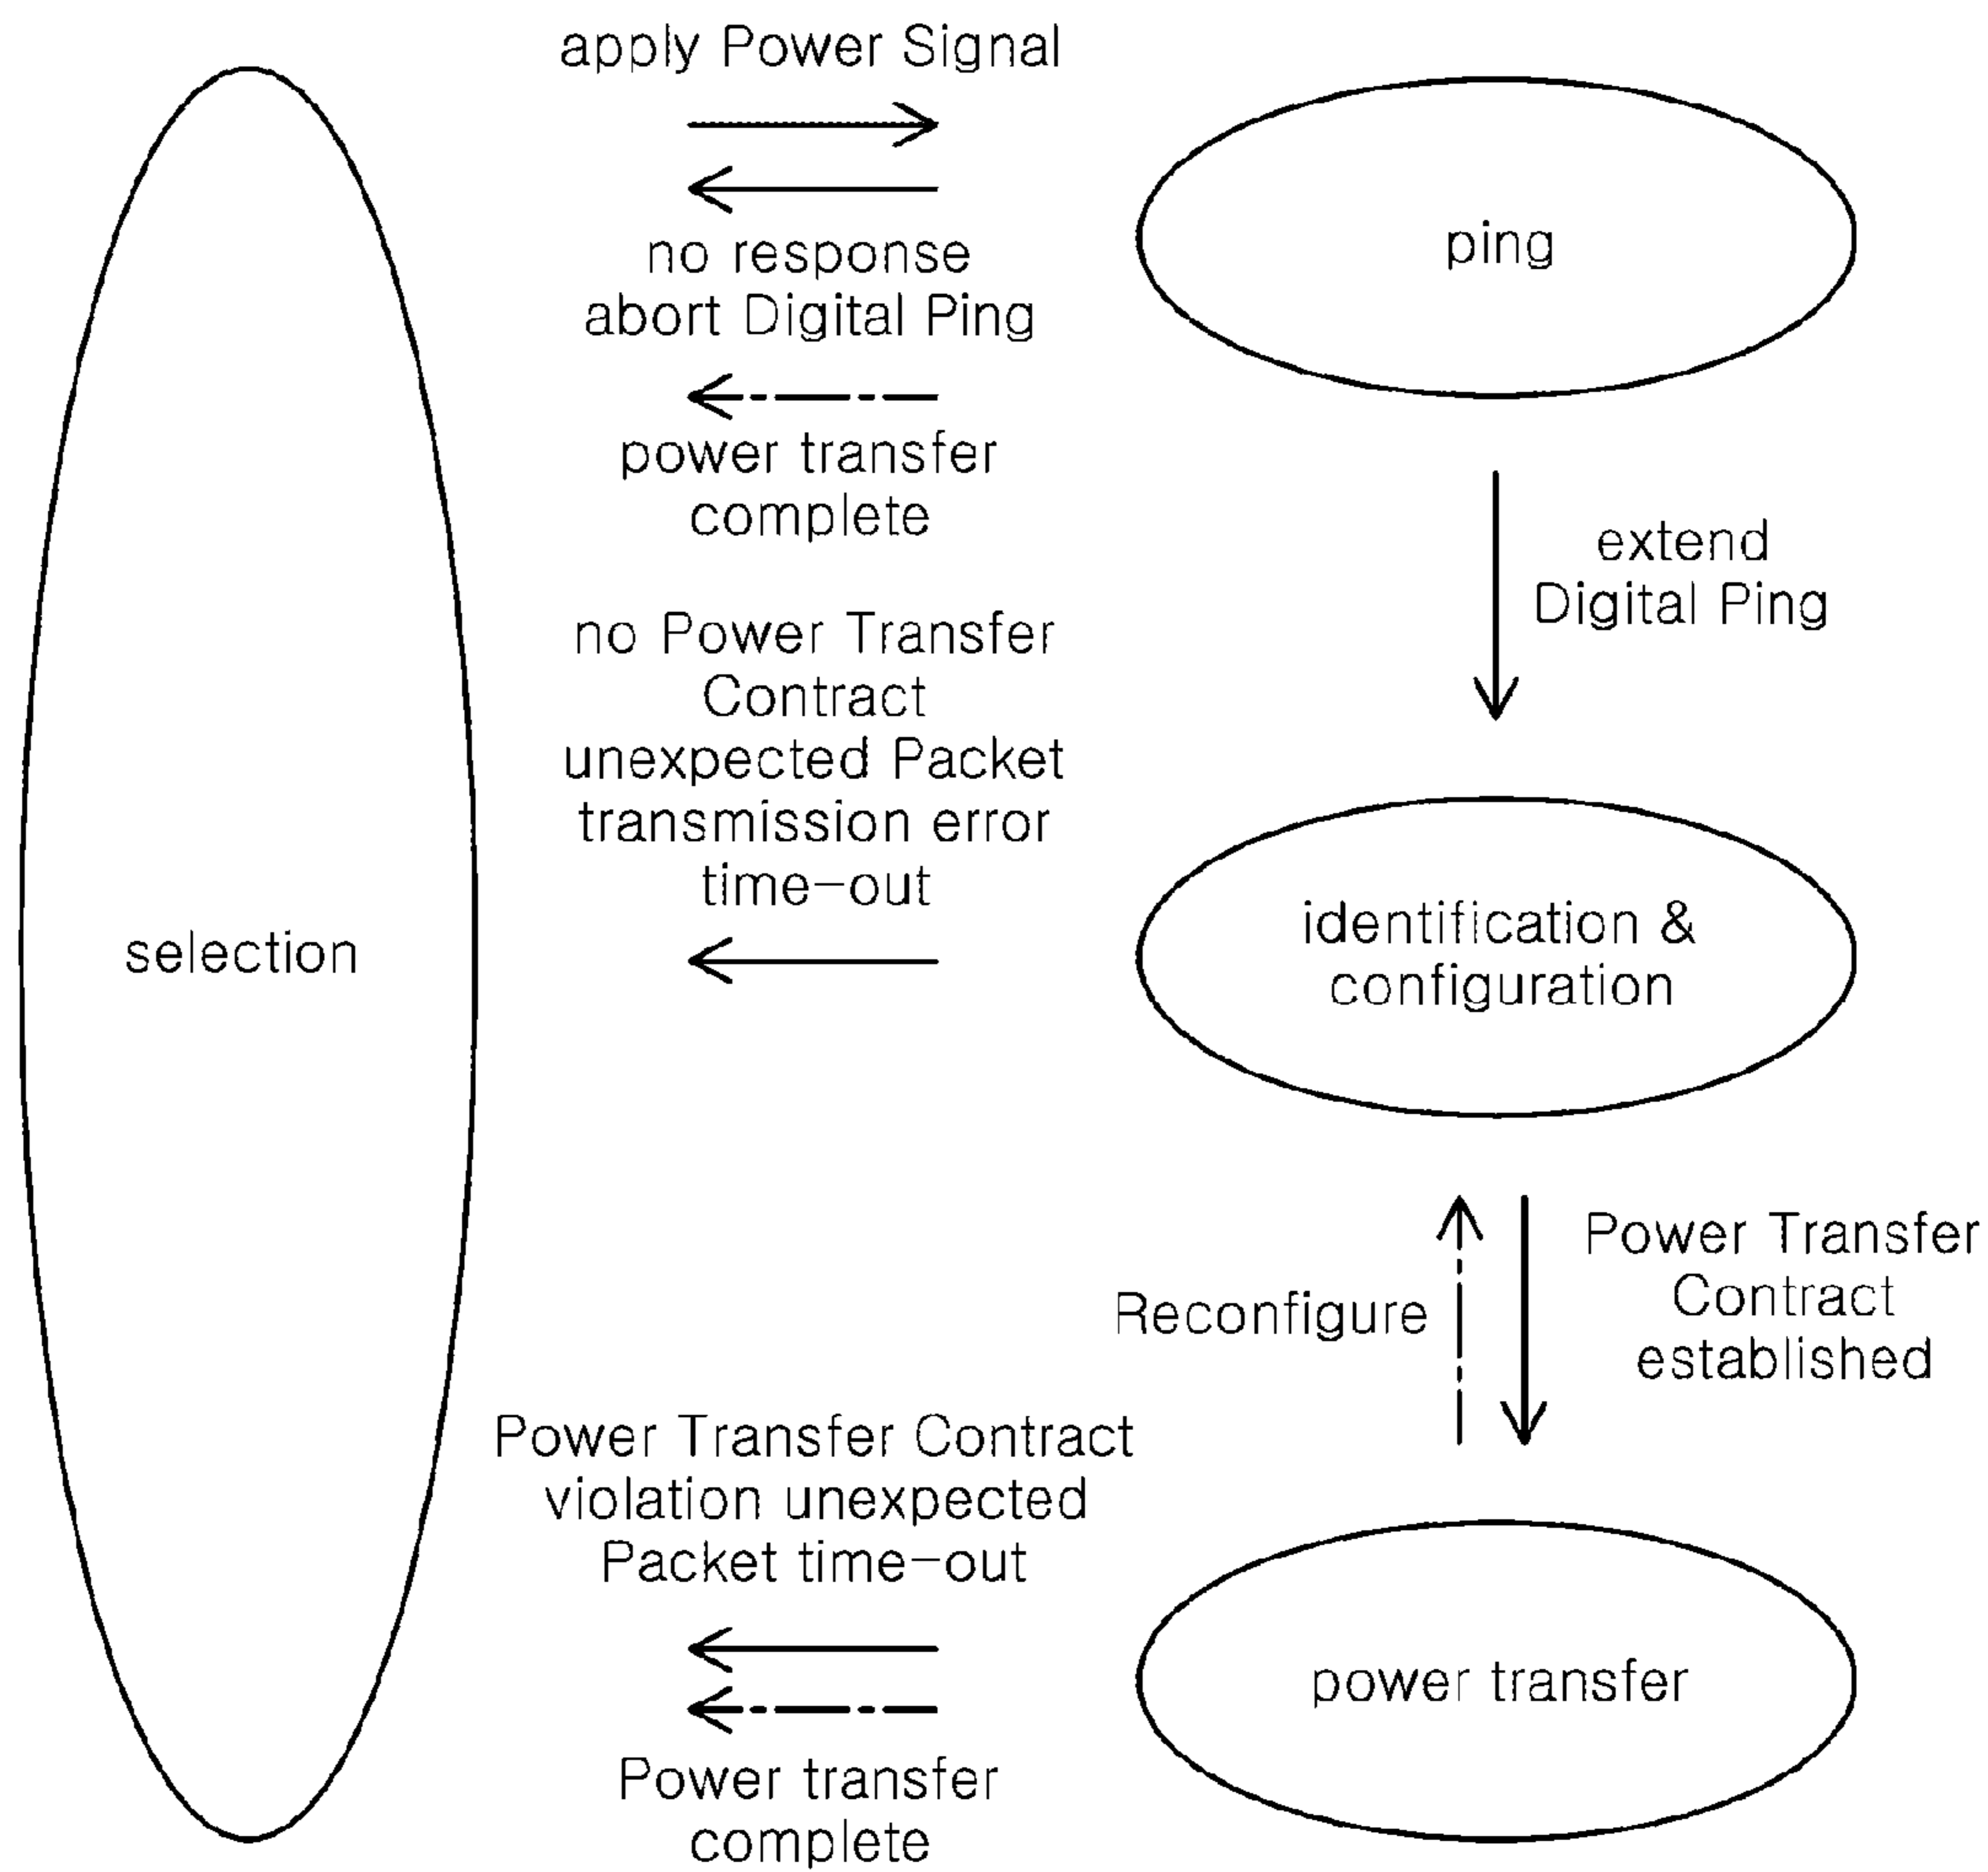 apply Power Signal
no response
abort Digital Ping
power transfer
complete
no Power Transfer
Contract
unexpected Packet
transmission error
time-out
selection
Power Transfer Contract
violation unexpected
Packet time-out
Power transfer
complete
ping
extend
Digital Ping
identification &
configuration
Reconfigure
Power Transfer
Contract
established
power transfer